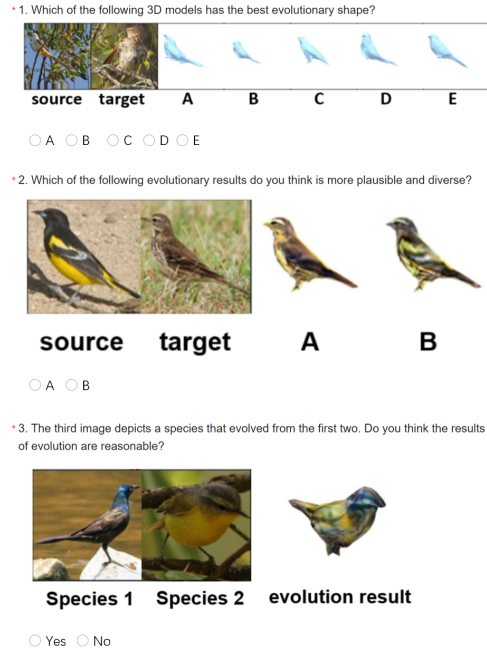 * 1. Which of the following 3D models has the best evolutionary shape?
source target A B C D E
A B C D E
* 2. Which of the following evolutionary results do you think is more plausible and diverse?
source target A B
A B
* 3. The third image depicts a species that evolved from the first two. Do you think the results
of evolution are reasonable?
Species 1 Species 2 evolution result
Yes No